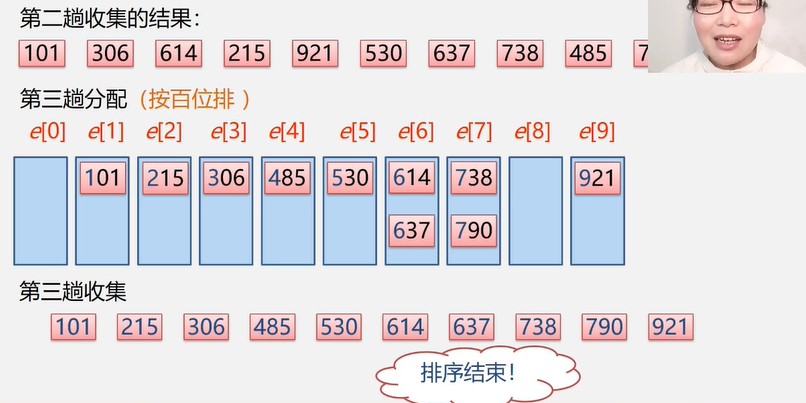 第二趟收集的结果:
101 306 614 215 921 530 637 738 485
第三趟分配（按百位排 ）
e[0] e[1] e[2] e[3] e[4] e[5] e[6] e[7] e[8] e[9]
101 215 306 485 530 614 738 921
637 790
第三趟收集
101 215 306 485 530 614 637 738 790 921
排序结束！